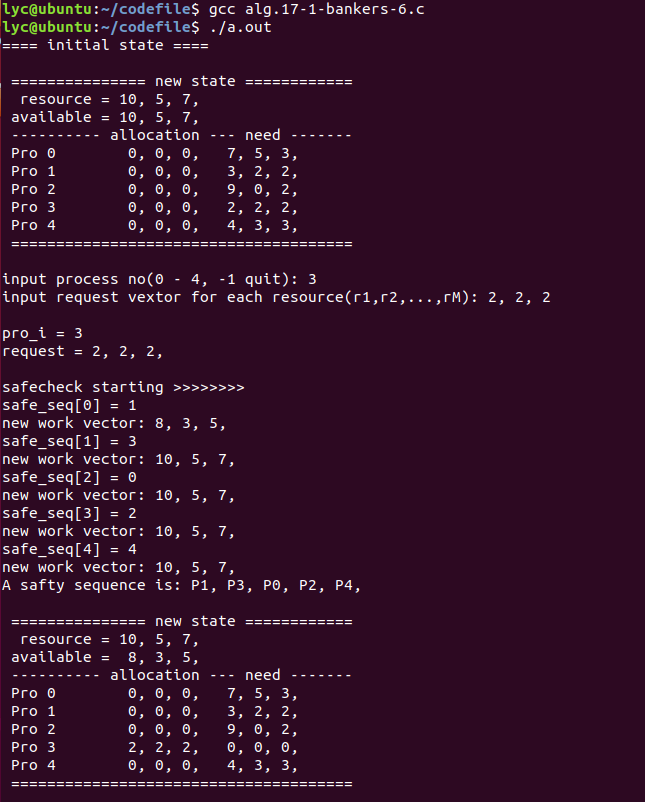 lyc@ubuntu:~/codefile$ gcc alg.17-1-bankers-6.c
lyc@ubuntu:~/codefile$ ./a.out
==== initial state ====
=============== new state ============
resource = 10, 5, 7,
available = 10, 5, 7,
---------- allocation --- need -------
Pro 0        0, 0, 0,   7, 5, 3,
Pro 1        0, 0, 0,   3, 2, 2,
Pro 2        0, 0, 0,   9, 0, 2,
Pro 3        0, 0, 0,   2, 2, 2,
Pro 4        0, 0, 0,   4, 3, 3,
======================================
input process no(0 - 4, -1 quit): 3
input request vextor for each resource(r1,r2,...,rM): 2, 2, 2
pro_i = 3
request = 2, 2, 2,
safecheck starting >>>>>>>>
safe_seq[0] = 1
new work vector: 8, 3, 5,
safe_seq[1] = 3
new work vector: 10, 5, 7,
safe_seq[2] = 0
new work vector: 10, 5, 7,
safe_seq[3] = 2
new work vector: 10, 5, 7,
safe_seq[4] = 4
new work vector: 10, 5, 7,
A safty sequence is: P1, P3, P0, P2, P4,
=============== new state ============
resource = 10, 5, 7,
available =  8, 3, 5,
---------- allocation --- need -------
Pro 0        0, 0, 0,   7, 5, 3,
Pro 1        0, 0, 0,   3, 2, 2,
Pro 2        0, 0, 0,   9, 0, 2,
Pro 3        2, 2, 2,   0, 0, 0,
Pro 4        0, 0, 0,   4, 3, 3,
======================================